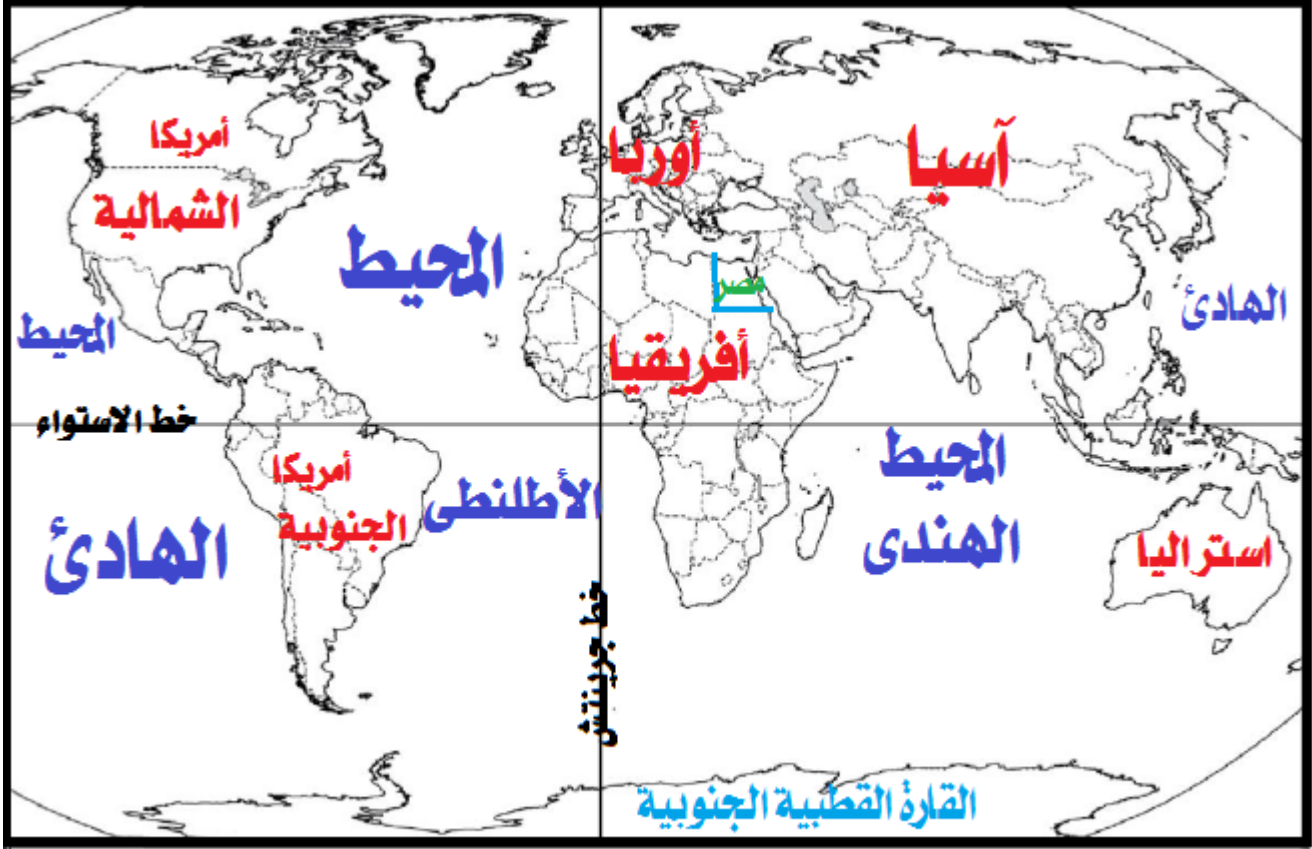 أمريكا
الشمالية
أوربا
آسيا
المحيط
مصر
الهادئ
المحيط
أفريقيا
خط الاستواء
المحيط
الهندى
أمريكا
الجنوبية
الأطلنطى
الهادئ
استراليا
خط جرينتش
القارة القطبية الجنوبية